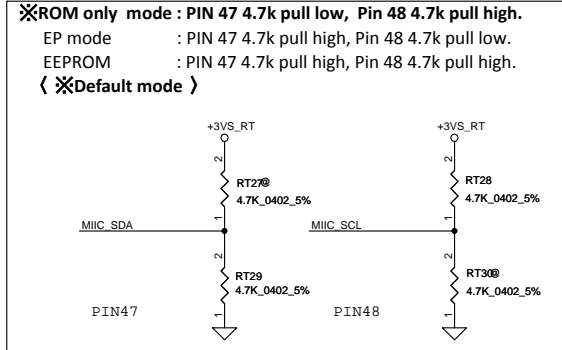 ※ROM only mode : PIN 47 4.7k pull low, Pin 48 4.7k pull high.
EP mode : PIN 47 4.7k pull high, Pin 48 4.7k pull low.
EEPROM : PIN 47 4.7k pull high, Pin 48 4.7k pull high.
《 ※Default mode 》
+3VS_RT +3VS_RT
2 2
RT27@ RT28
4.7K_0402_5% 4.7K_0402_5%
1 1
MIIC_SDA MIIC_SCL
2 2
RT29 RT30@
4.7K_0402_5% 4.7K_0402_5%
PIN47 1 PIN48 1